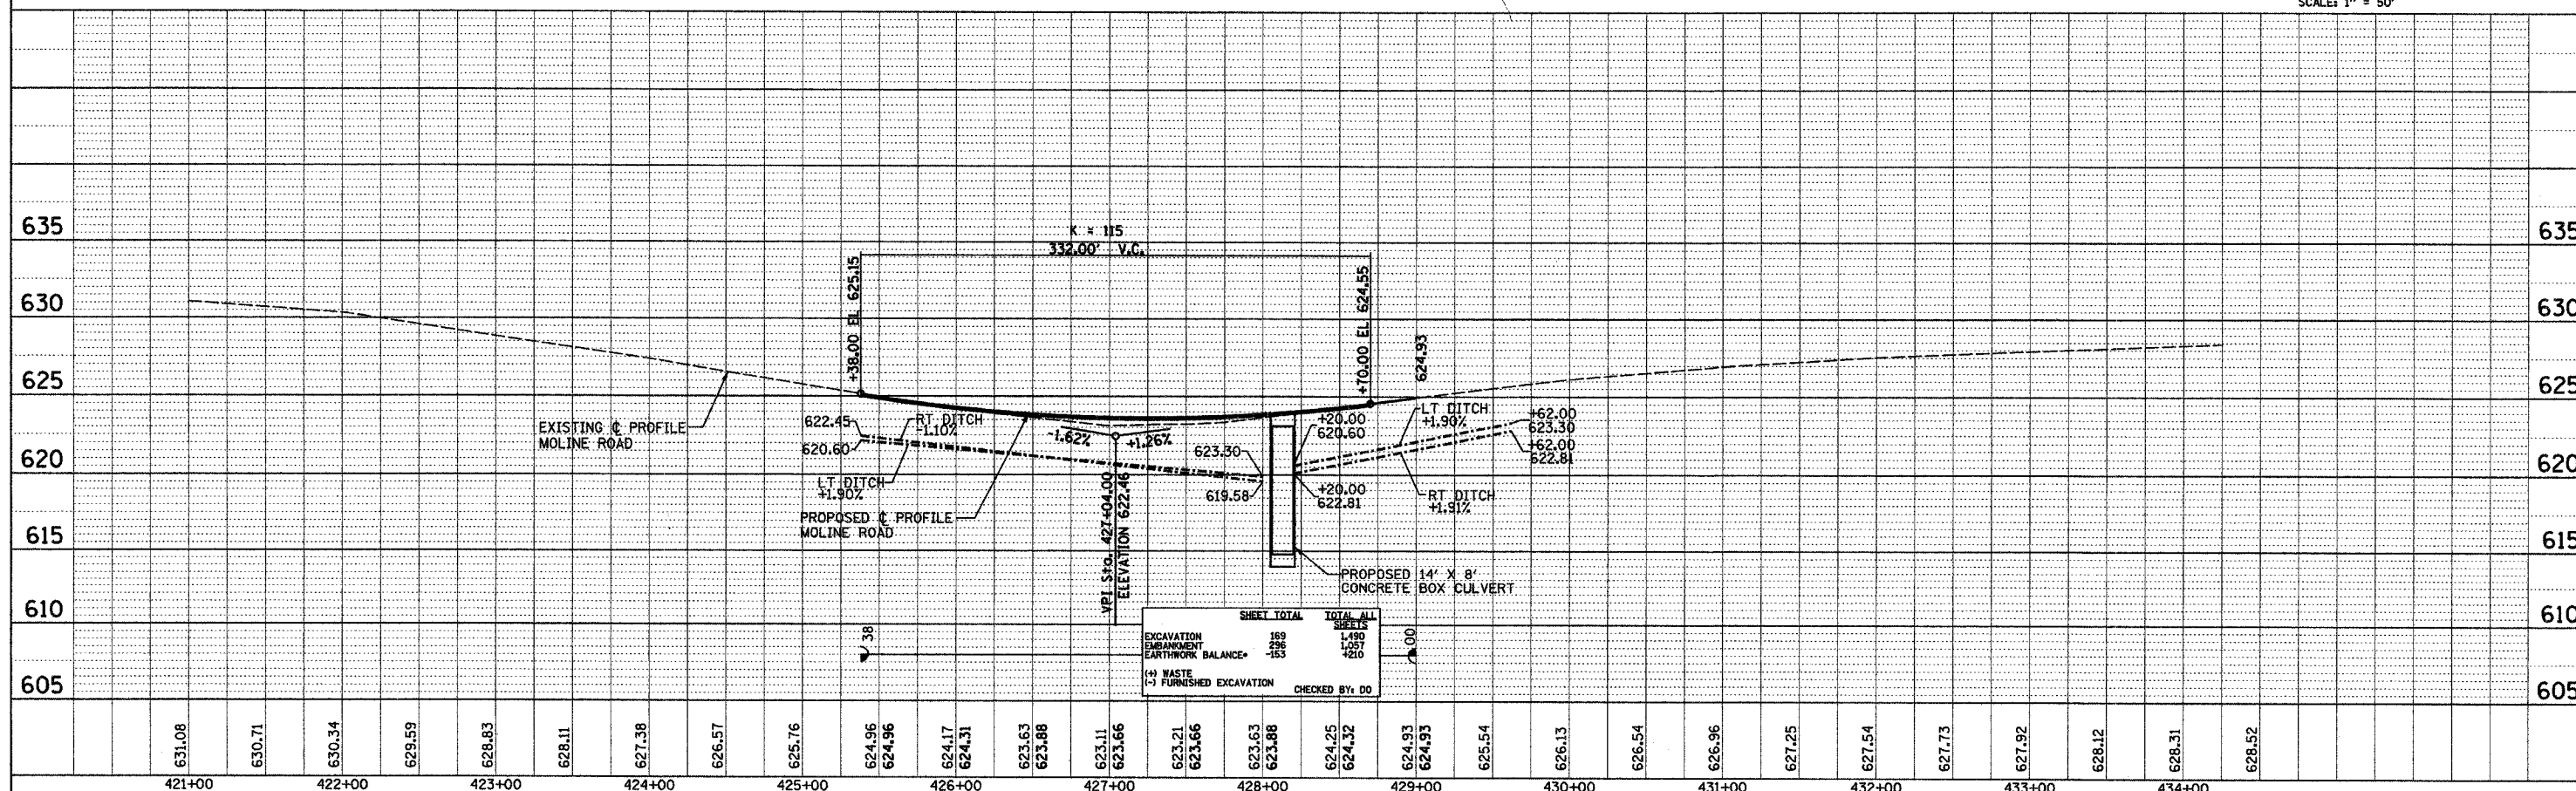 SCALE: 1" = 50'
635
635
K = 115
332.00' V.C.
+38.00 EL 625.15
+70.00 EL 624.55
630
630
624.93
625
625
EXISTING ℄ PROFILE
MOLINE ROAD
622.45
RT DITCH
-1.10%
620.60
LT DITCH
+1.90%
PROPOSED ℄ PROFILE
MOLINE ROAD
-1.62%
+1.26%
VPI Sta. 427+04.00
ELEVATION 622.46
623.30
619.58
+20.00
620.60
+20.00
622.81
LT DITCH
+1.90%
+62.00
623.30
+62.00
622.81
RT DITCH
+1.91%
620
620
615
615
PROPOSED 14' X 8'
CONCRETE BOX CULVERT
610
610
38
00
SHEET TOTAL TOTAL ALL
SHEETS
EXCAVATION 169 1,490
EMBANKMENT 296 1,057
EARTHWORK BALANCE* -153 +210
(+) WASTE
(-) FURNISHED EXCAVATION
CHECKED BY: DO
605
605
631.08
630.71
630.34
629.59
628.83
628.11
627.38
626.57
625.76
624.96
624.96
624.17
624.31
623.63
623.88
623.11
623.66
623.21
623.66
623.63
623.88
624.25
624.32
624.93
624.93
625.54
626.13
626.54
626.96
627.25
627.54
627.73
627.92
628.12
628.31
628.52
421+00 422+00 423+00 424+00 425+00 426+00 427+00 428+00 429+00 430+00 431+00 432+00 433+00 434+00